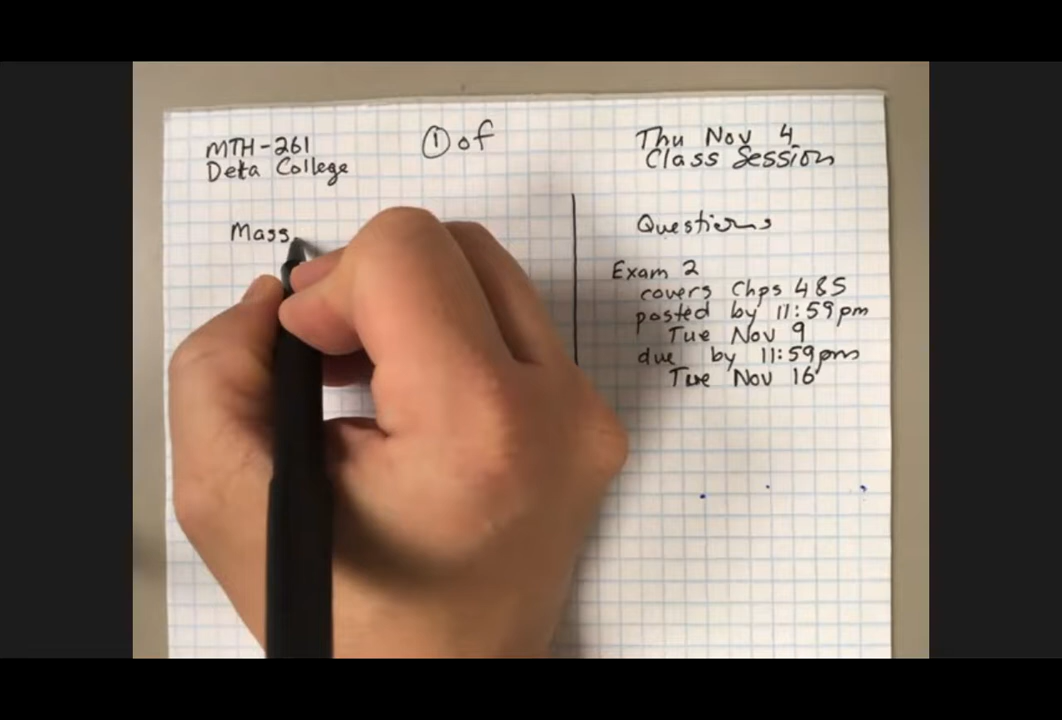 MTH-261
Delta College
① of
Thu Nov 4
Class Session
Mass
Questions
Exam 2
covers Chps 4 & 5
posted by 11:59pm
Tue Nov 9
due by 11:59pm
Tue Nov 16